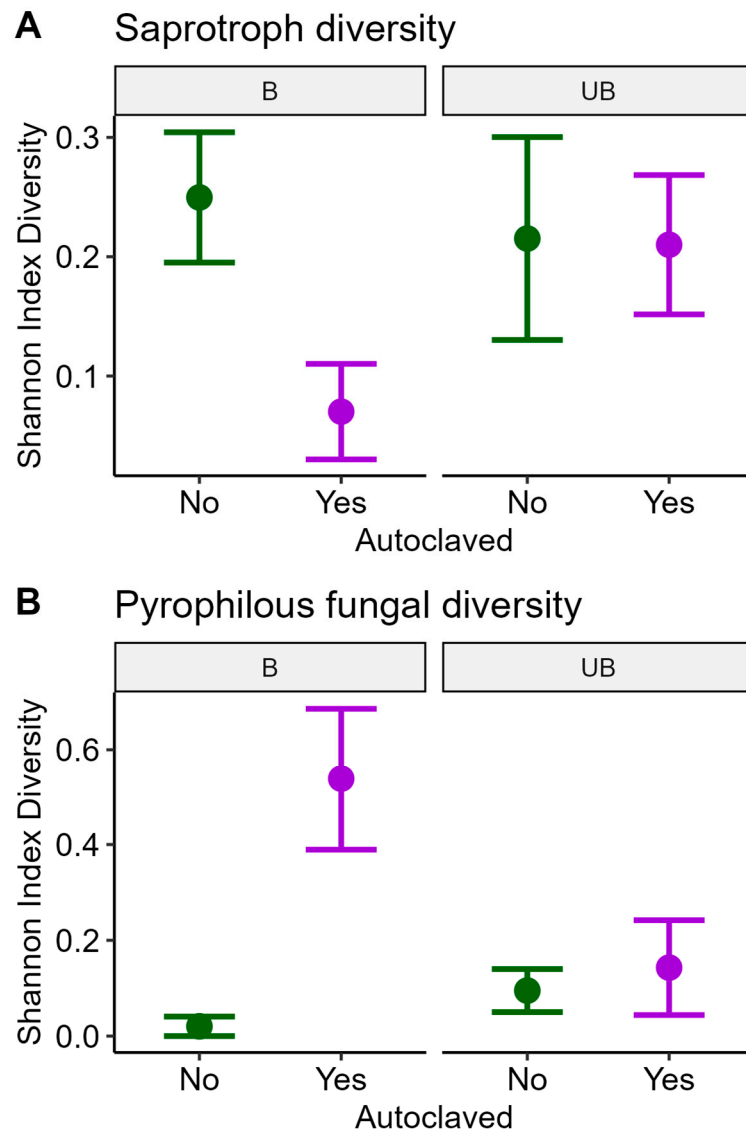 A Saprotroph diversity
B UB
Shannon Index Diversity
0.3
0.2
0.1
No Yes No Yes
Autoclaved
B Pyrophilous fungal diversity
B UB
Shannon Index Diversity
0.6
0.4
0.2
0.0
No Yes No Yes
Autoclaved